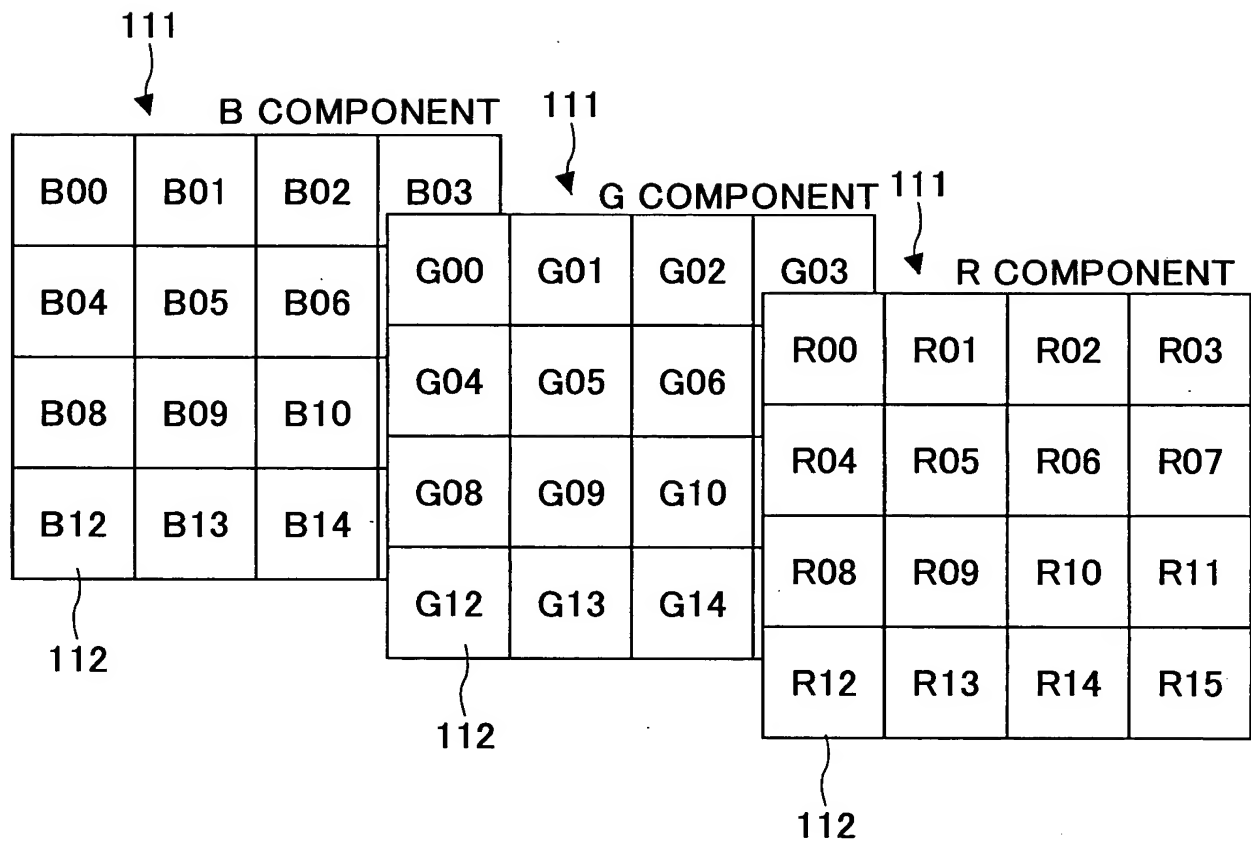 111
B COMPONENT
111
G COMPONENT
111
R COMPONENT
B00 B01 B02 B03
B04 B05 B06
B08 B09 B10
B12 B13 B14
112
G00 G01 G02 G03
G04 G05 G06
G08 G09 G10
G12 G13 G14
112
R00 R01 R02 R03
R04 R05 R06 R07
R08 R09 R10 R11
R12 R13 R14 R15
112